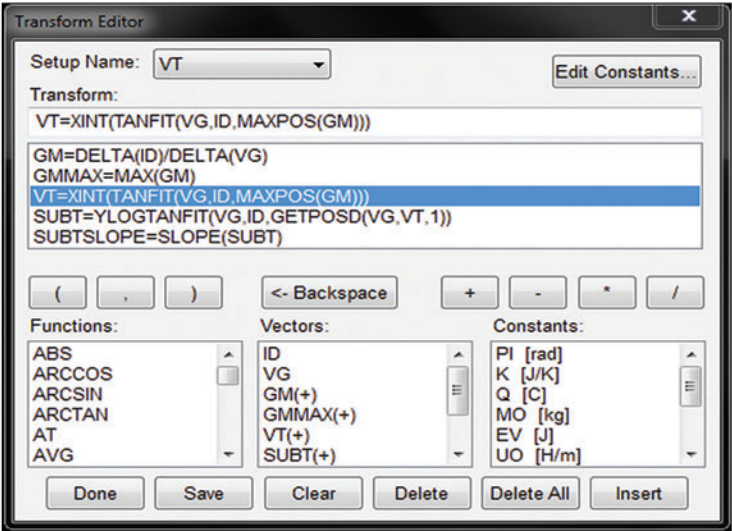 Transform Editor
x
Setup Name: VT
Edit Constants...
Transform:
VT=XINT(TANFIT(VG,ID,MAXPOS(GM)))
GM=DELTA(ID)/DELTA(VG)
GMMAX=MAX(GM)
VT=XINT(TANFIT(VG,ID,MAXPOS(GM)))
SUBT=YLOGTANFIT(VG,ID,GETPOSD(VG,VT,1))
SUBTSLOPE=SLOPE(SUBT)
( , ) <- Backspace + - * /
Functions:
ABS
ARCCOS
ARCSIN
ARCTAN
AT
AVG
Vectors:
ID
VG
GM(+)
GMMAX(+)
VT(+)
SUBT(+)
Constants:
PI [rad]
K [J/K]
Q [C]
MO [kg]
EV [J]
UO [H/m]
Done Save Clear Delete Delete All Insert